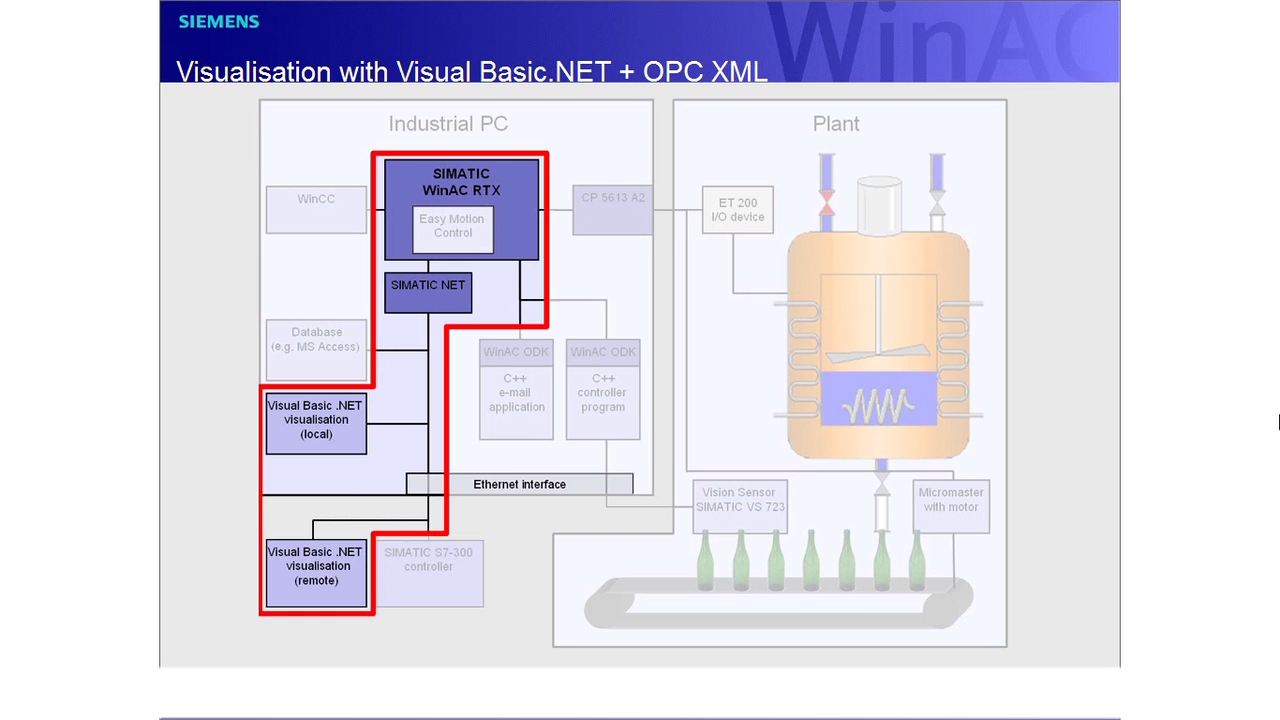 SIEMENS
WinAC
Visualisation with Visual Basic.NET + OPC XML
Industrial PC
Plant
SIMATIC
WinAC RTX
Easy Motion
Control
WinCC
CP 5613 A2
ET 200
I/O device
SIMATIC NET
Database
(e.g. MS Access)
WinAC ODK
C++
e-mail
application
WinAC ODK
C++
controller
program
Visual Basic .NET
visualisation
(local)
Ethernet interface
Vision Sensor
SIMATIC VS 723
Micromaster
with motor
Visual Basic .NET
visualisation
(remote)
SIMATIC S7-300
controller